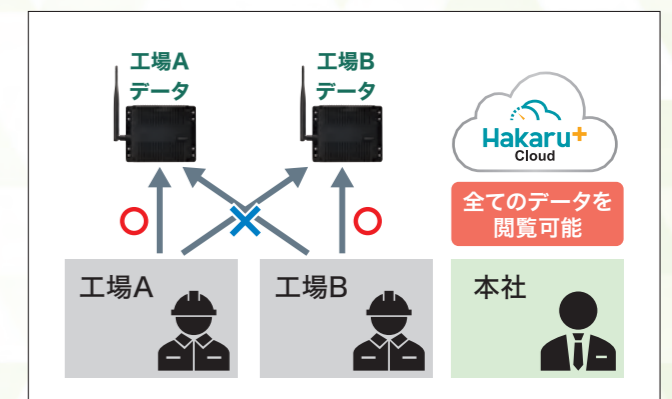 工場A
データ
工場B
データ
Hakaru+
Cloud
全てのデータを
閲覧可能
工場A
工場B
本社